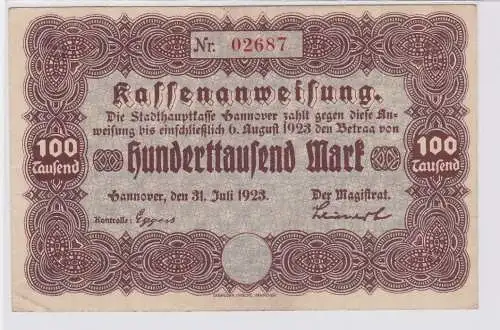 Nr. 02687
Kassenanweisung.
Die Stadthauptkasse Hannover zahlt gegen diese An-
weisung bis einschließlich 6. August 1923 den Betrag von
100 Tausend
Hunderttausend Mark
100 Tausend
Hannover, den 31. Juli 1923.
Der Magistrat.
Kontrolle: Eggers